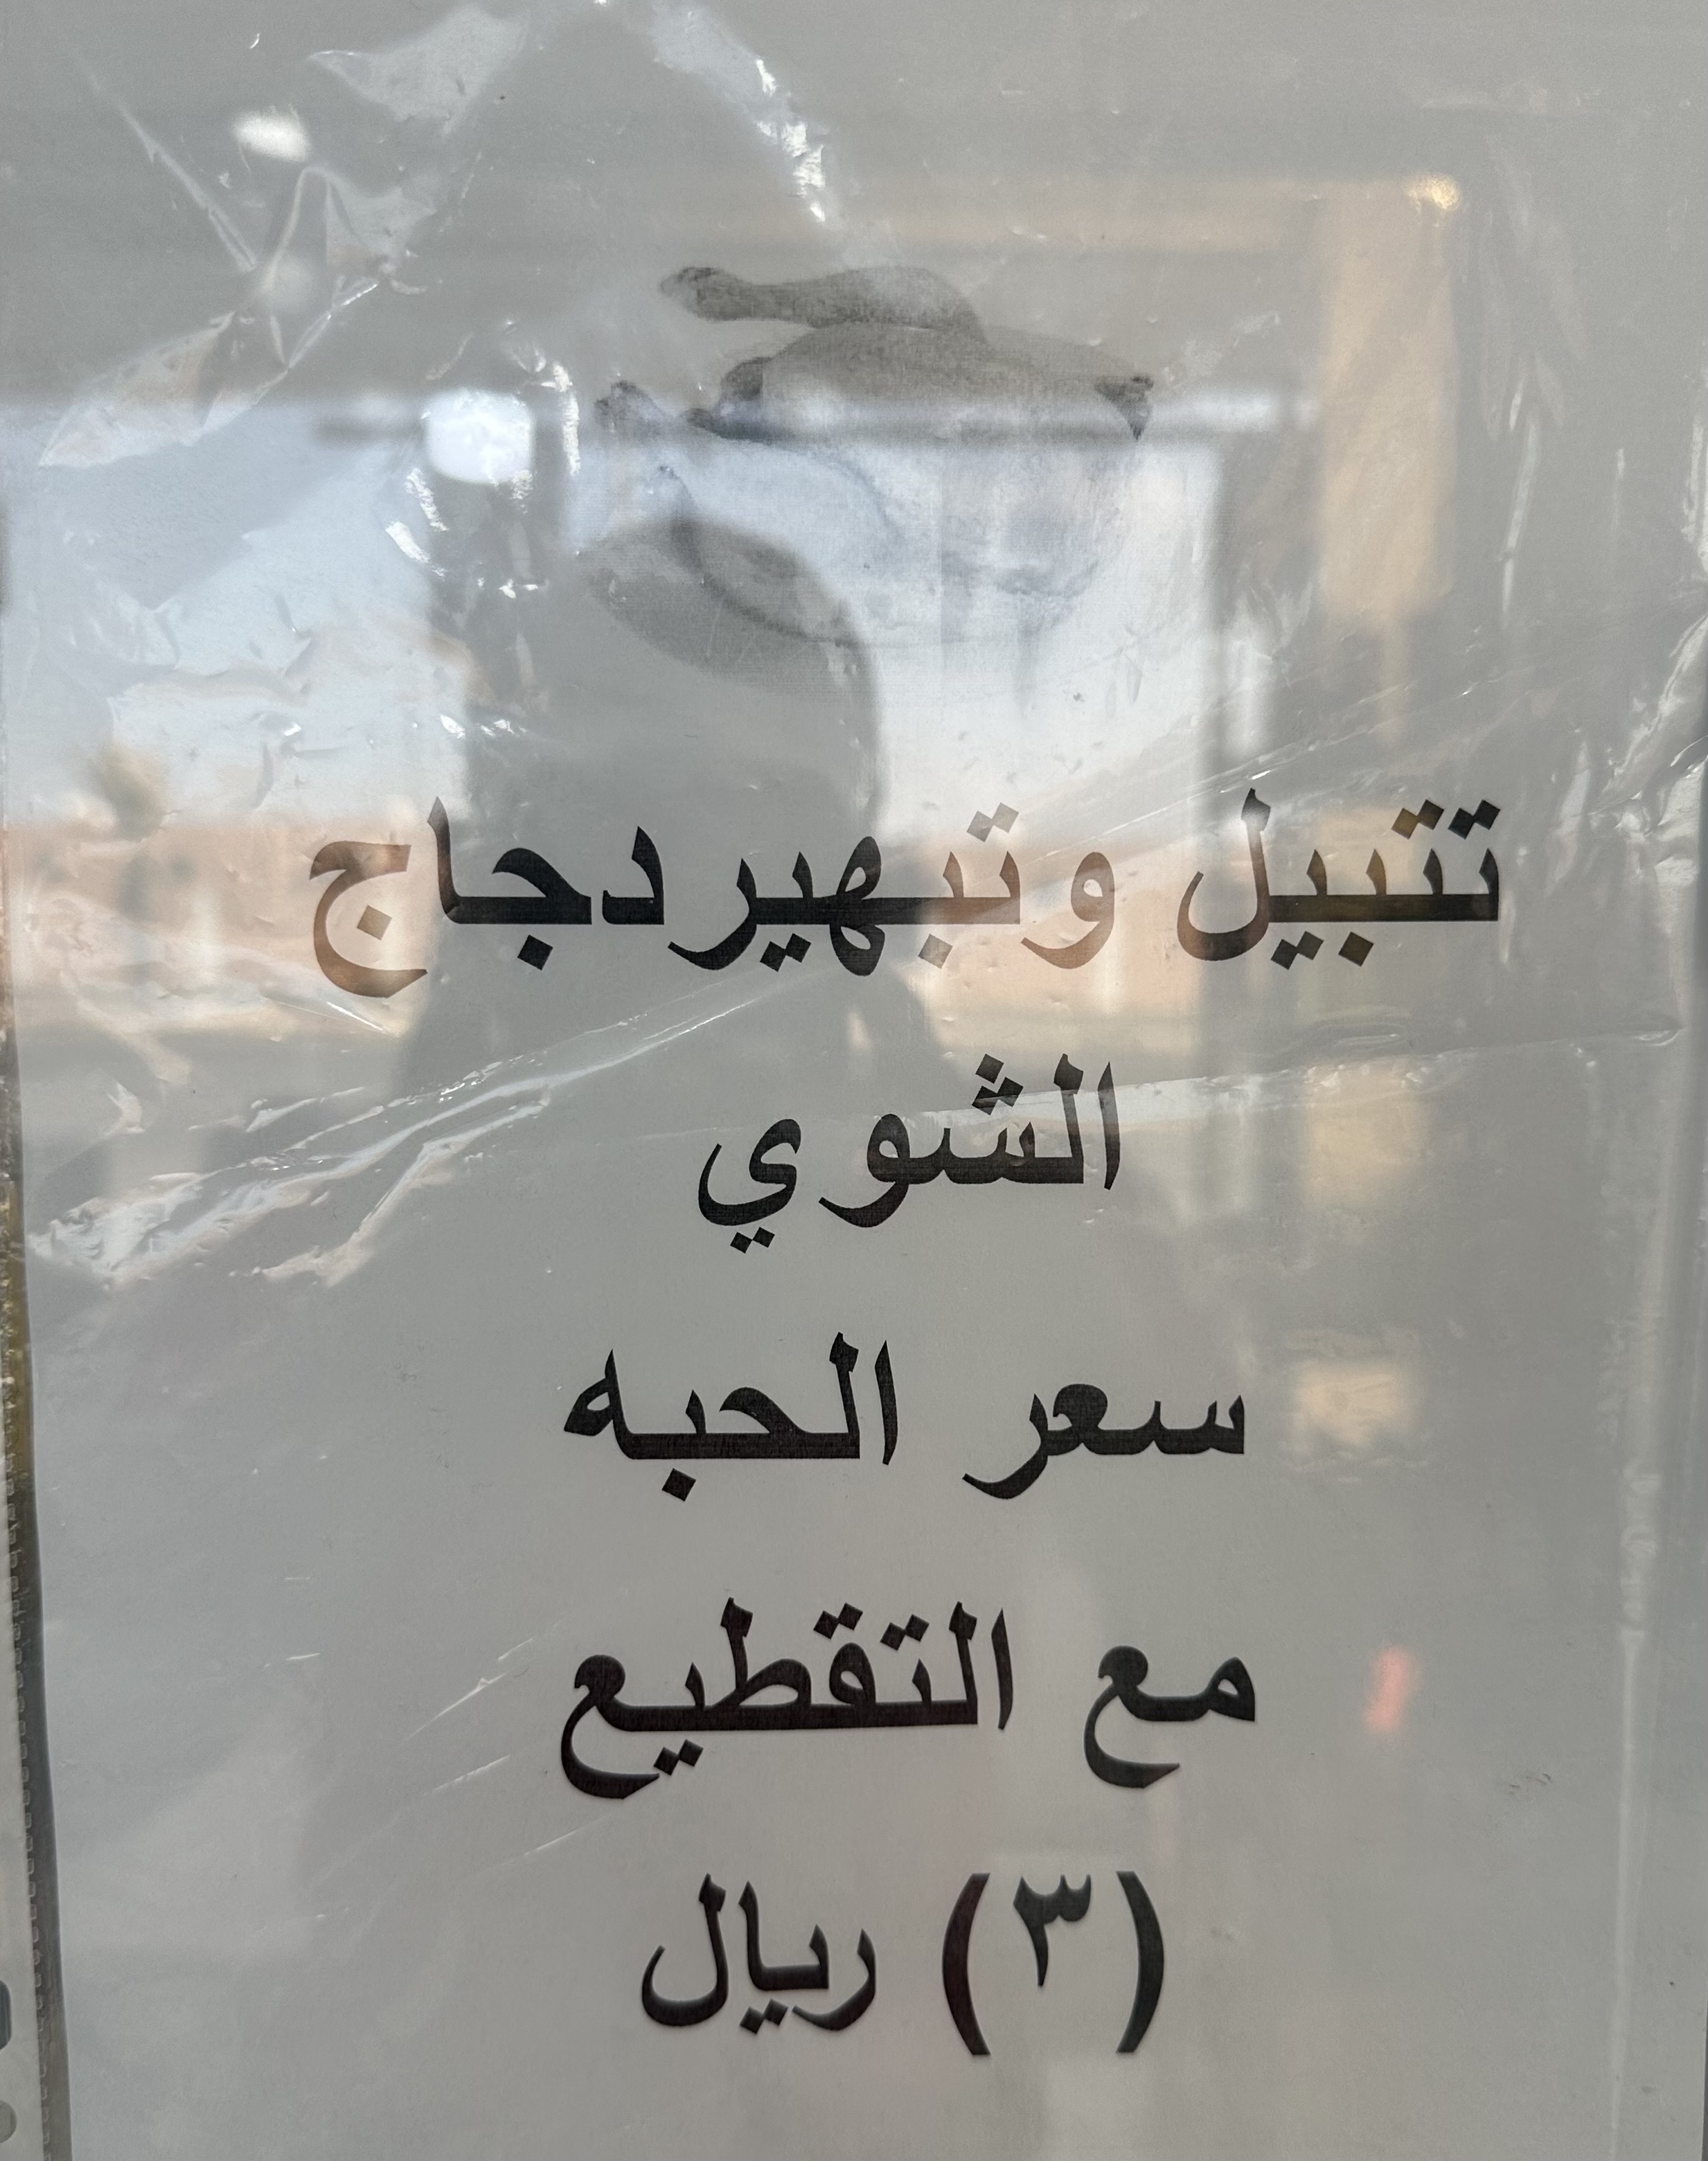 تتبيل وتبهير دجاج
الشوي
سعر الحبه
مع التقطيع
(٣) ريال